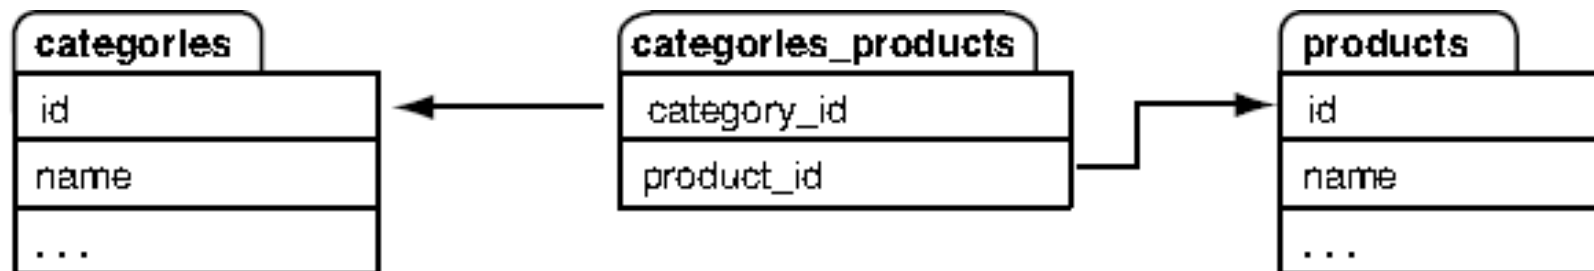 categories
id
name
. . .
categories_products
category_id
product_id
products
id
name
. . .